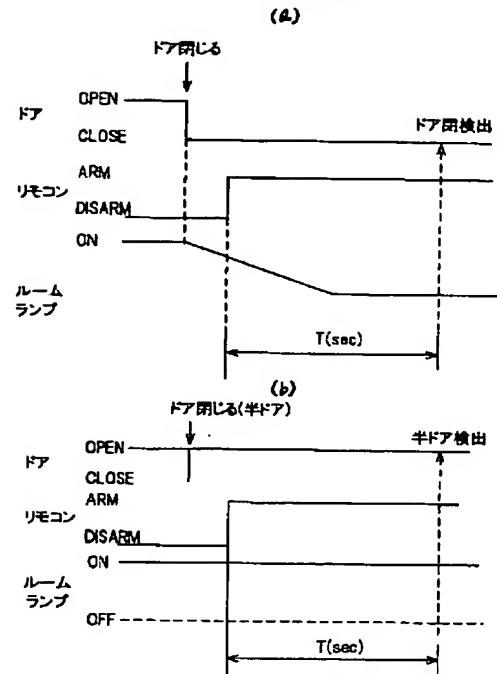 (a)
ドア閉じる
ドア
OPEN
CLOSE
ドア閉検出
リモコン
ARM
DISARM
ルーム
ランプ
ON
T(sec)
(b)
ドア閉じる(半ドア)
ドア
OPEN
CLOSE
半ドア検出
リモコン
ARM
DISARM
ルーム
ランプ
ON
OFF
T(sec)